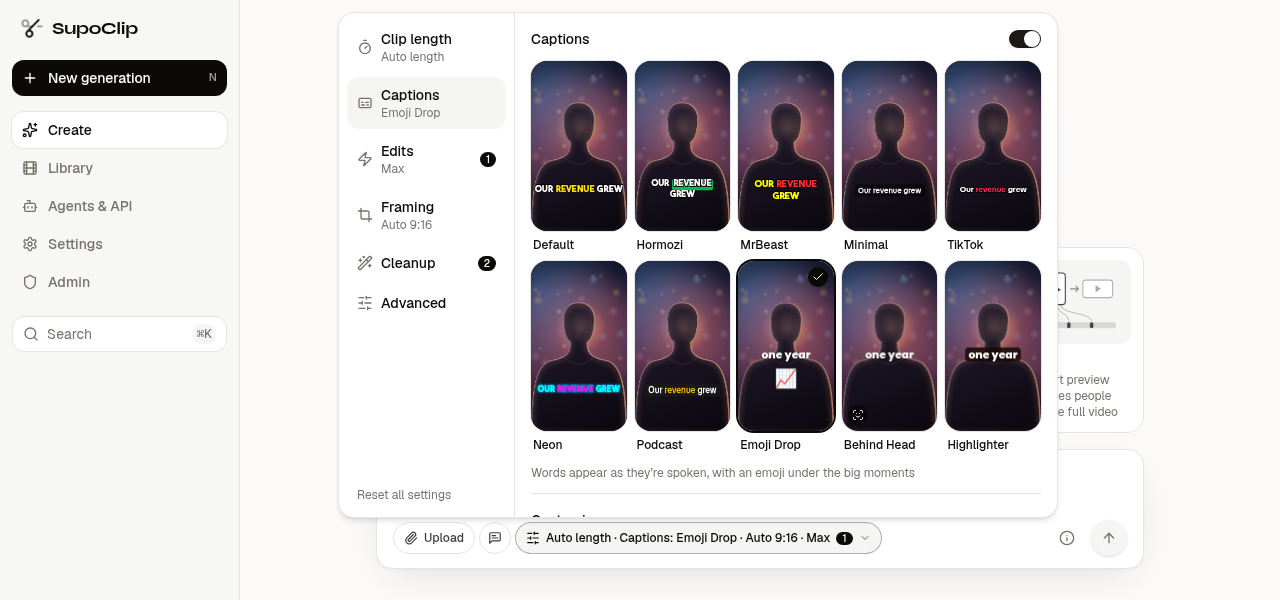 SupoClip
New generation
N
Create
Library
Agents & API
Settings
Admin
Search
⌘K
Clip length
Auto length
Captions
Emoji Drop
Edits
Max
1
Framing
Auto 9:16
Cleanup
2
Advanced
Reset all settings
Captions
OUR REVENUE GREW
OUR REVENUE
GREW
OUR REVENUE
GREW
Our revenue grew
Our revenue grew
Default
Hormozi
MrBeast
Minimal
TikTok
OUR REVENUE GREW
Our revenue grew
one year
one year
one year
Neon
Podcast
Emoji Drop
Behind Head
Highlighter
Words appear as they're spoken, with an emoji under the big moments
preview
people
full video
Upload
Auto length · Captions: Emoji Drop · Auto 9:16 · Max
1